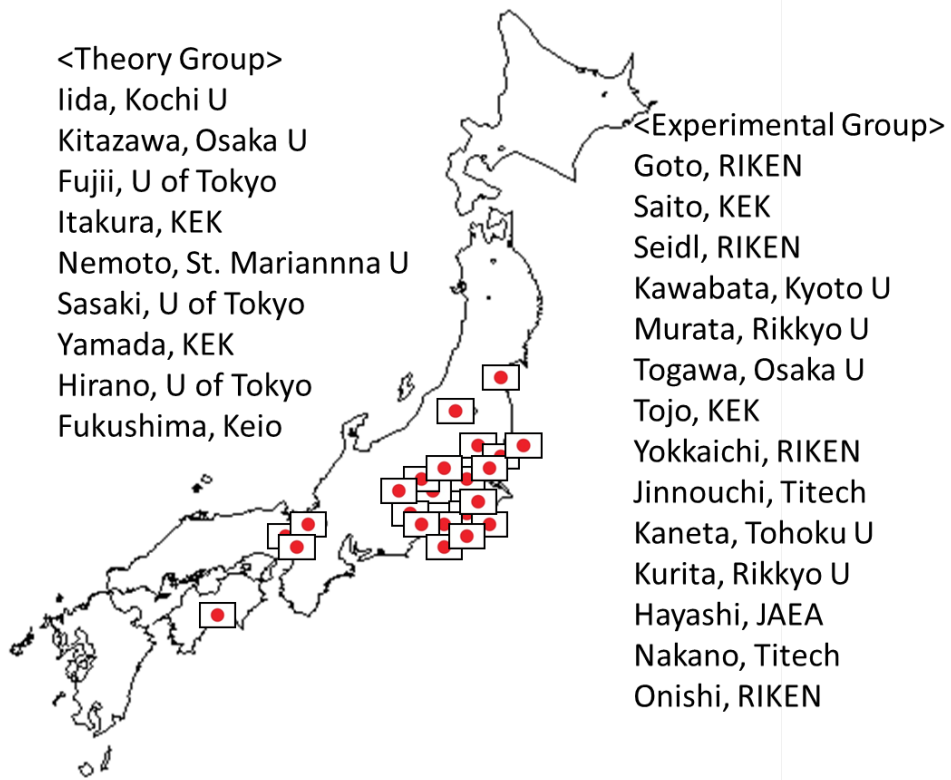 <Theory Group>
Iida, Kochi U
Kitazawa, Osaka U
Fujii, U of Tokyo
Itakura, KEK
Nemoto, St. Mariannna U
Sasaki, U of Tokyo
Yamada, KEK
Hirano, U of Tokyo
Fukushima, Keio
<Experimental Group>
Goto, RIKEN
Saito, KEK
Seidl, RIKEN
Kawabata, Kyoto U
Murata, Rikkyo U
Togawa, Osaka U
Tojo, KEK
Yokkaichi, RIKEN
Jinnouchi, Titech
Kaneta, Tohoku U
Kurita, Rikkyo U
Hayashi, JAEA
Nakano, Titech
Onishi, RIKEN